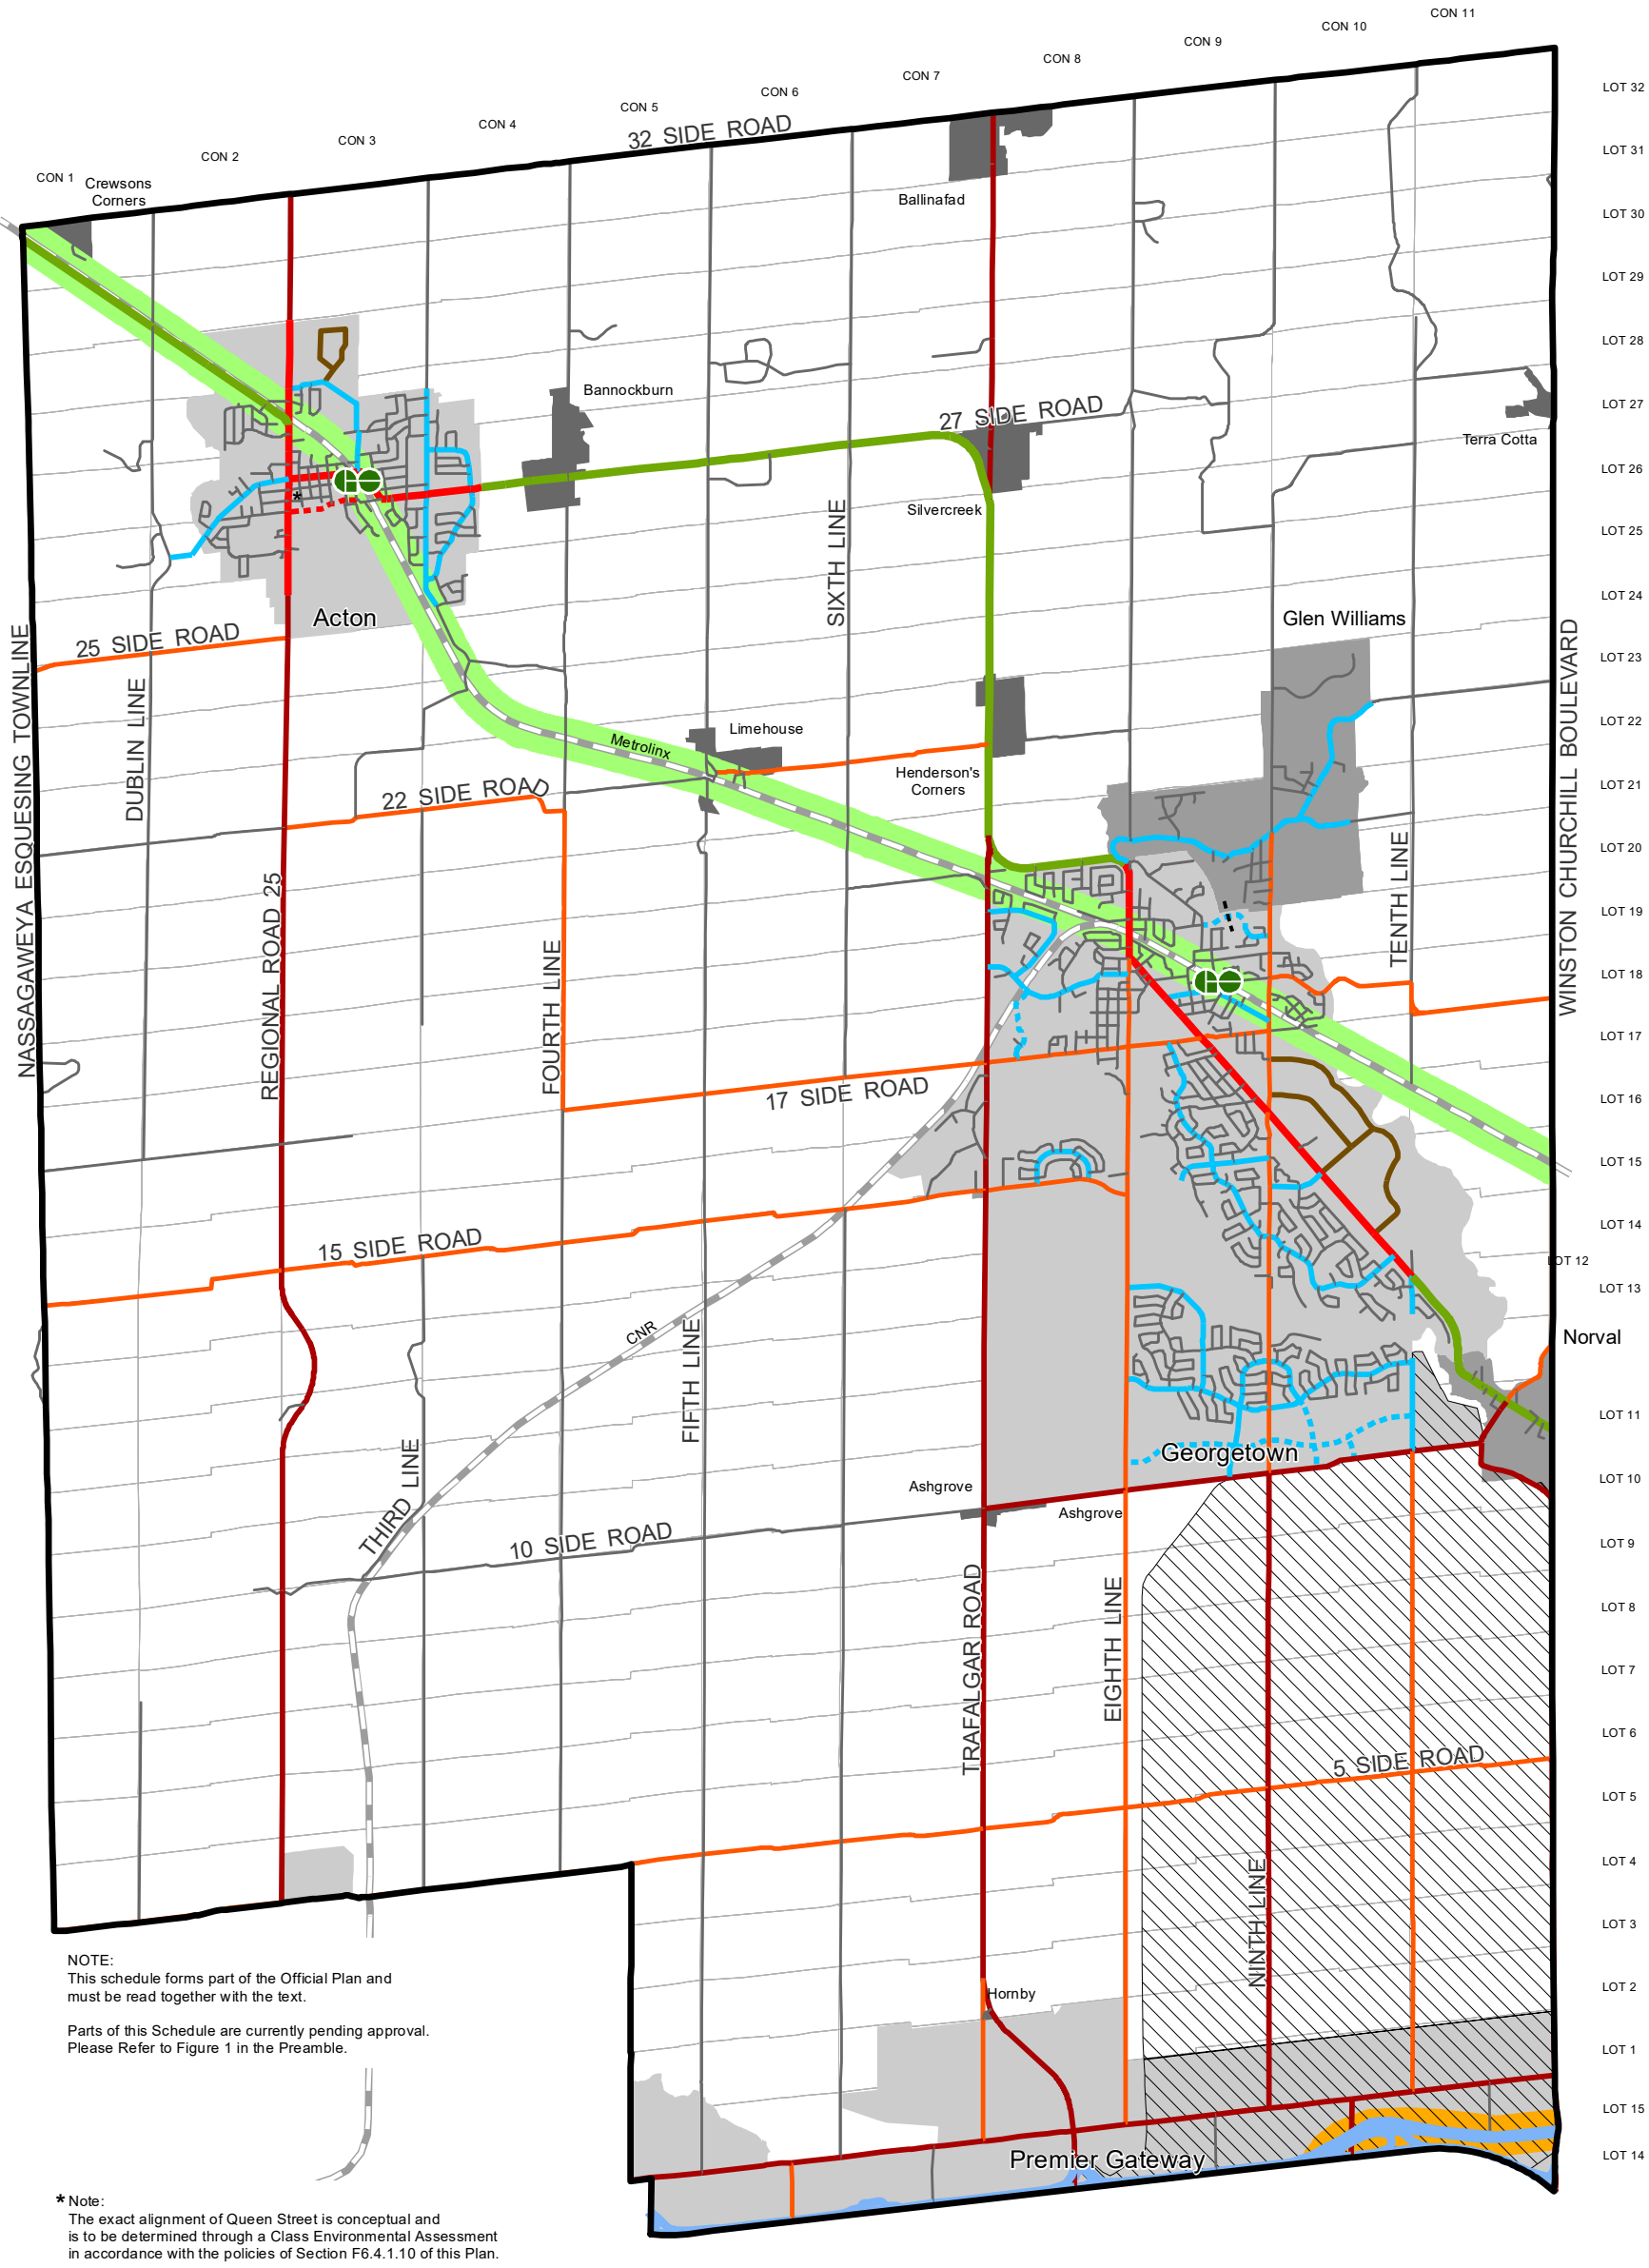 CON 11
CON 10
CON 9
CON 8
CON 7
CON 6
CON 5
CON 4
CON 3
CON 2
CON 1
LOT 32
32 SIDE ROAD
LOT 31
Crewsons
Corners
Ballinafad
LOT 30
LOT 29
LOT 28
Bannockburn
27 SIDE ROAD
LOT 27
Terra Cotta
LOT 26
*
Silvercreek
LOT 25
SIXTH LINE
LOT 24
Acton
Glen Williams
25 SIDE ROAD
LOT 23
NASSAGAWEYA ESQUESING TOWNLINE
DUBLIN LINE
WINSTON CHURCHILL BOULEVARD
LOT 22
Limehouse
Metrolinx
Henderson's
Corners
LOT 21
22 SIDE ROAD
LOT 20
TENTH LINE
REGIONAL ROAD 25
LOT 19
FOURTH LINE
LOT 18
LOT 17
17 SIDE ROAD
LOT 16
LOT 15
LOT 14
15 SIDE ROAD
LOT 12
LOT 13
CNR
Norval
FIFTH LINE
LOT 11
Georgetown
THIRD LINE
LOT 10
Ashgrove
Ashgrove
10 SIDE ROAD
LOT 9
TRAFALGAR ROAD
EIGHTH LINE
LOT 8
LOT 7
LOT 6
5 SIDE ROAD
LOT 5
LOT 4
NINTH LINE
LOT 3
NOTE:
This schedule forms part of the Official Plan and
must be read together with the text.
Hornby
LOT 2
Parts of this Schedule are currently pending approval.
Please Refer to Figure 1 in the Preamble.
LOT 1
LOT 15
Premier Gateway
LOT 14
* Note:
The exact alignment of Queen Street is conceptual and
is to be determined through a Class Environmental Assessment
in accordance with the policies of Section F6.4.1.10 of this Plan.